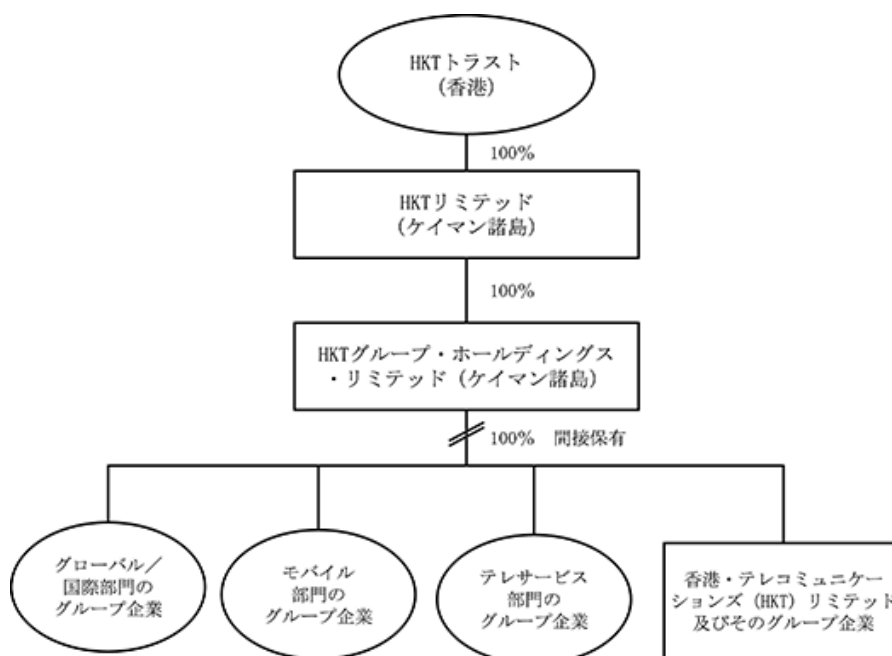 HKTトラスト
(香港)
100%
HKTリミテッド
(ケイマン諸島)
100%
HKTグループ・ホールディングス
・リミテッド (ケイマン諸島)
100% 間接保有
グローバル／
国際部門の
グループ企業
モバイル
部門の
グループ企業
テレサービス
部門の
グループ企業
香港・テレコミュニケー
ションズ (HKT) リミテッド
及びそのグループ企業